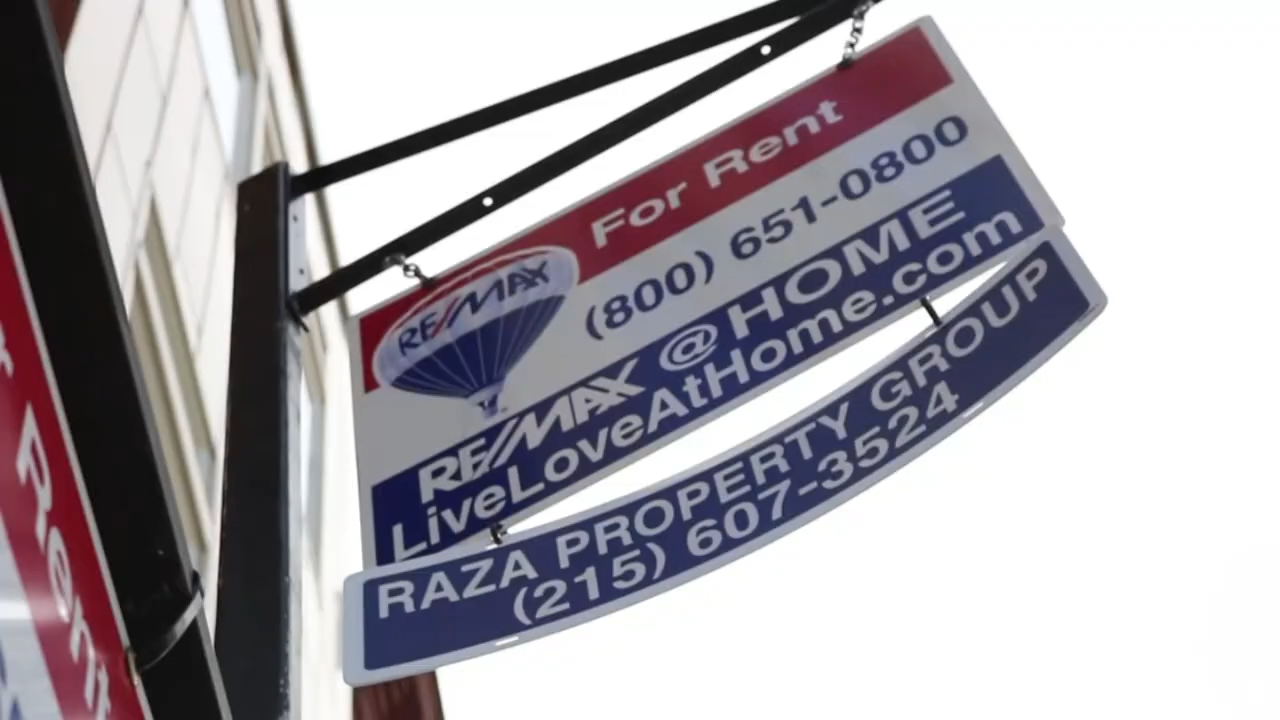 For Rent
(800) 651-0800
RE/MAX
RE/MAX @ HOME
LiveLoveAtHome.com
RAZA PROPERTY GROUP
(215) 607-3524
Rent